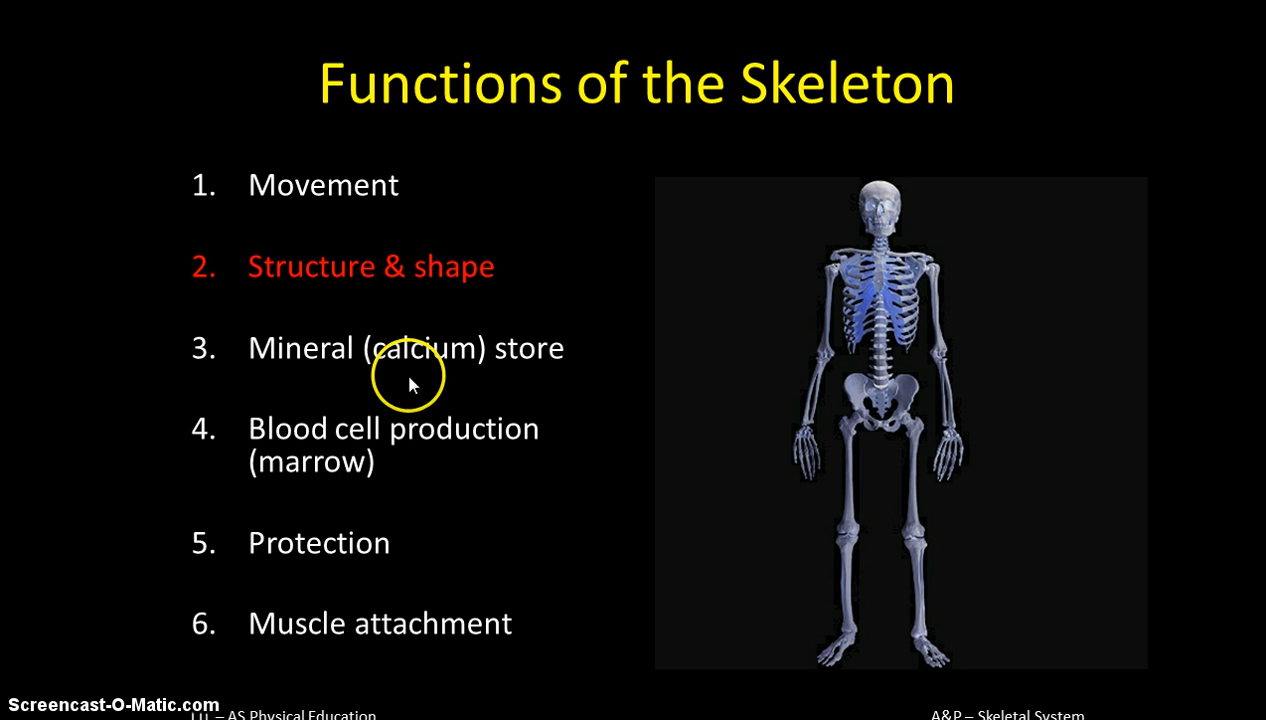 Functions of the Skeleton
1. Movement
2. Structure & shape
3. Mineral (calcium) store
4. Blood cell production
(marrow)
5. Protection
6. Muscle attachment
Screencast-O-Matic.com
– AS Physical Education
A&P – Skeletal System